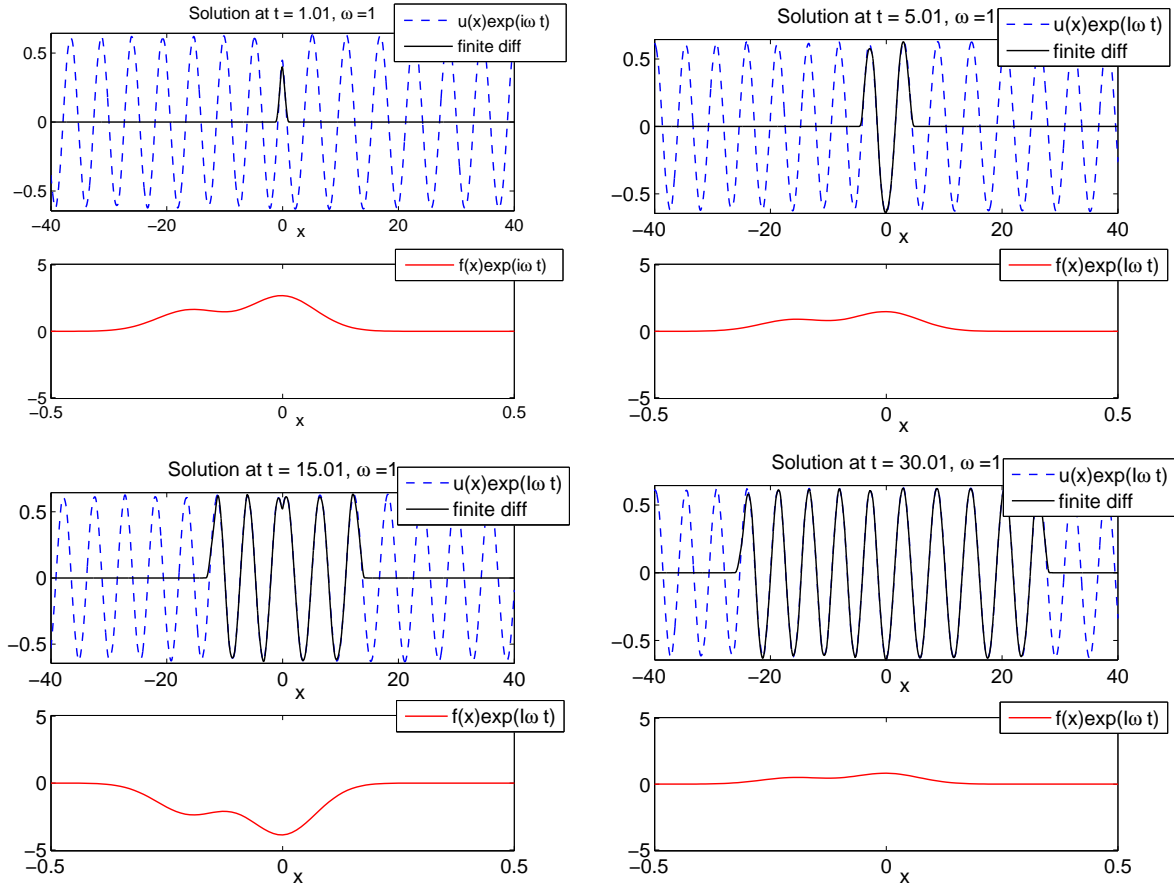 Solution at t = 1.01, ω=1
u(x)exp(iω t)
finite diff
0.5
0
−0.5
−40 −20 0 20 40
x
f(x)exp(iω t)
5
0
−5
−0.5 0 0.5
x
Solution at t = 5.01, ω =1
u(x)exp(Iω t)
finite diff
0.5
0
−0.5
−40 −20 0 20 40
x
f(x)exp(Iω t)
5
0
−5
−0.5 0 0.5
x
Solution at t = 15.01, ω =1
u(x)exp(Iω t)
finite diff
0.5
0
−0.5
−40 −20 0 20 40
x
f(x)exp(Iω t)
5
0
−5
−0.5 0 0.5
x
Solution at t = 30.01, ω =1
u(x)exp(Iω t)
finite diff
0.5
0
−0.5
−40 −20 0 20 40
x
f(x)exp(Iω t)
5
0
−5
−0.5 0 0.5
x